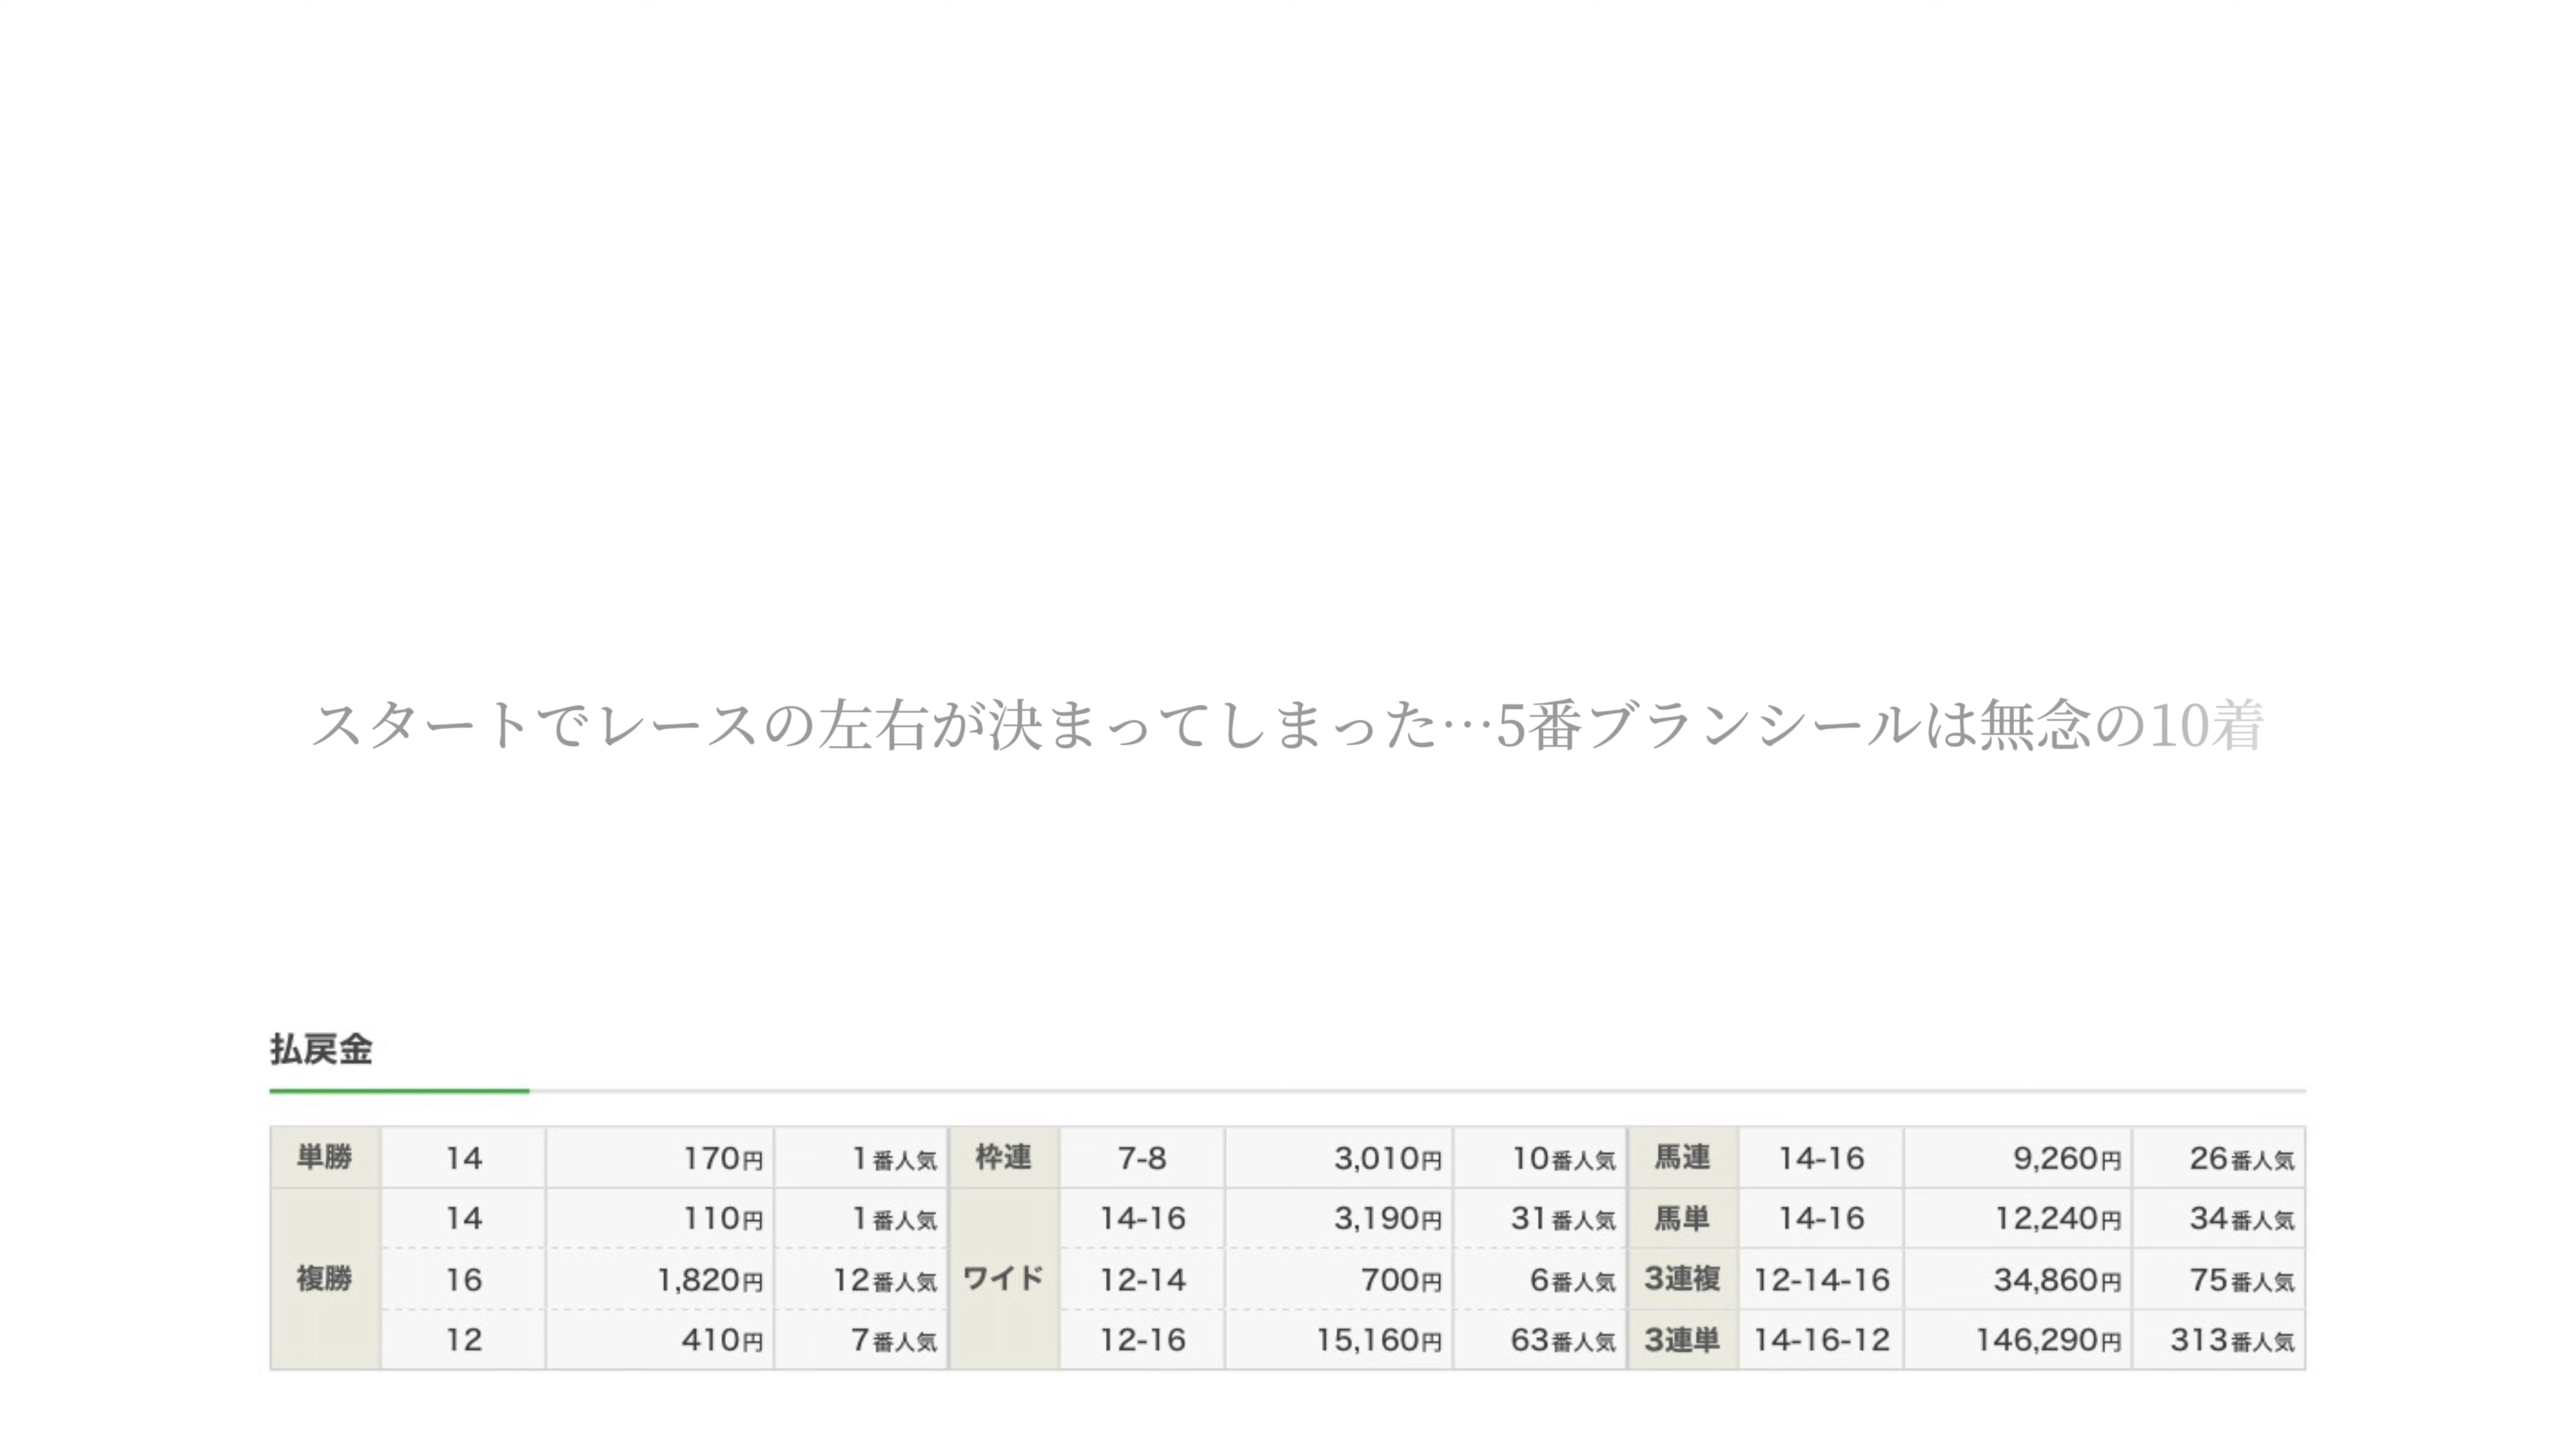 スタートでレースの左右が決まってしまった…5番ブランシールは無念の10着
払戻金
単勝 14 170円 1番人気 枠連 7-8 3,010円 10番人気 馬連 14-16 9,260円 26番人気
14 110円 1番人気 14-16 3,190円 31番人気 馬単 14-16 12,240円 34番人気
複勝 16 1,820円 12番人気 ワイド 12-14 700円 6番人気 3連複 12-14-16 34,860円 75番人気
12 410円 7番人気 12-16 15,160円 63番人気 3連単 14-16-12 146,290円 313番人気